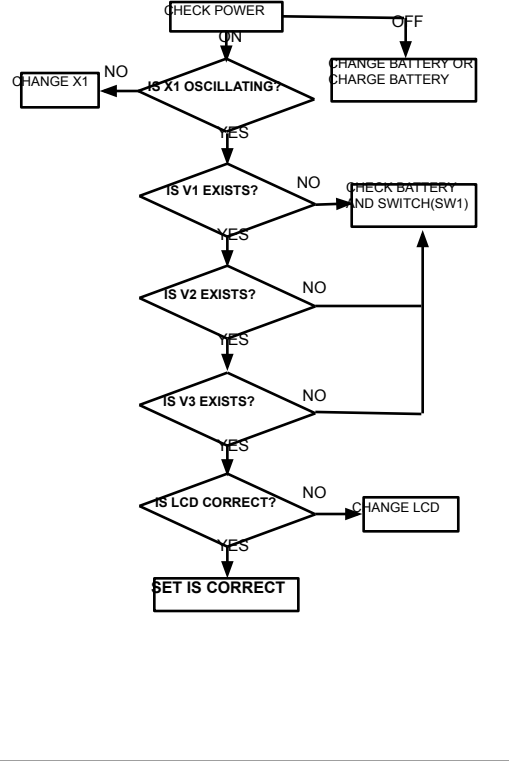 CHECK POWER
OFF
ON
CHANGE BATTERY OR
CHARGE BATTERY
NO
CHANGE X1
IS X1 OSCILLATING?
YES
NO
IS V1 EXISTS?
CHECK BATTERY
AND SWITCH(SW1)
YES
NO
IS V2 EXISTS?
YES
NO
IS V3 EXISTS?
YES
NO
IS LCD CORRECT?
CHANGE LCD
YES
SET IS CORRECT